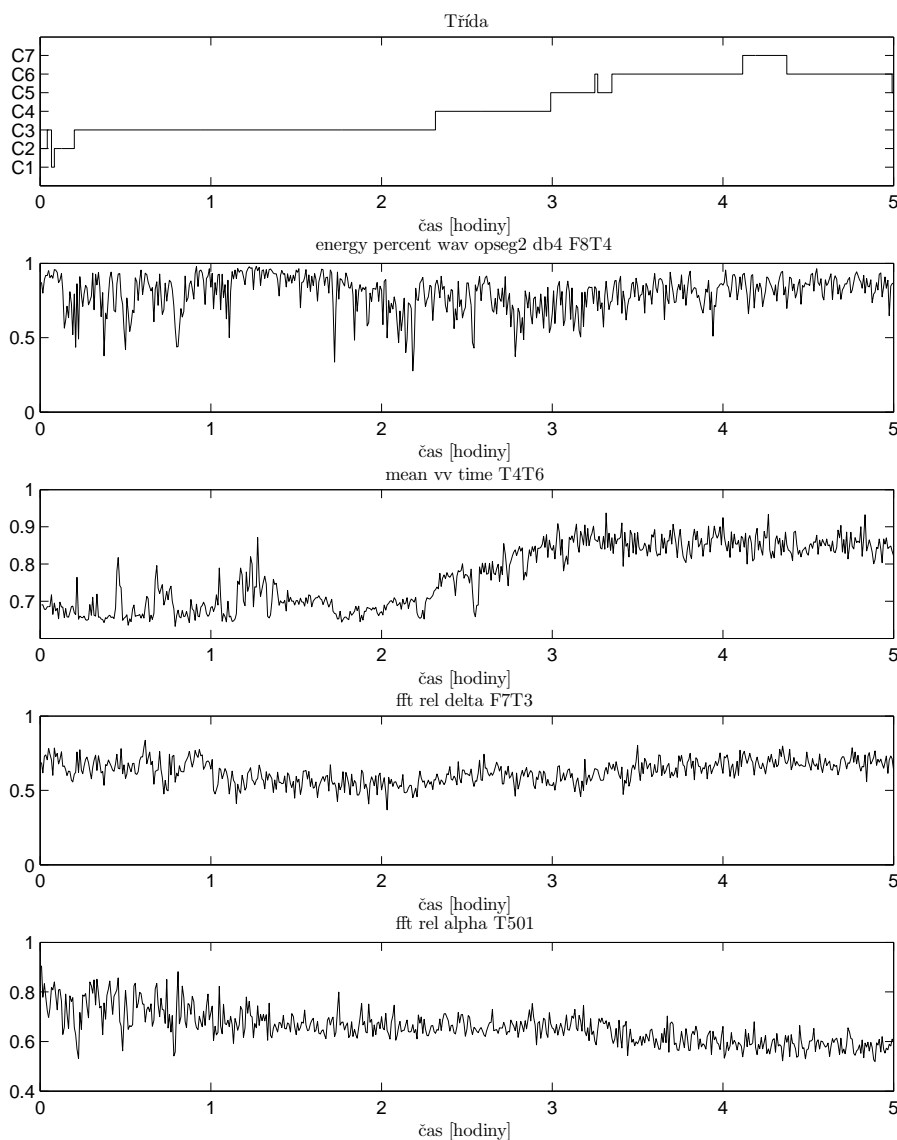 Třída
C7
C6
C5
C4
C3
C2
C1
0 1 2 3 4 5
čas [hodiny]
energy percent wav opseg2 db4 F8T4
1
0.5
0
0 1 2 3 4 5
čas [hodiny]
mean vv time T4T6
1
0.9
0.8
0.7
0 1 2 3 4 5
čas [hodiny]
fft rel delta F7T3
1
0.5
0
0 1 2 3 4 5
čas [hodiny]
fft rel alpha T501
1
0.8
0.6
0.4
0 1 2 3 4 5
čas [hodiny]